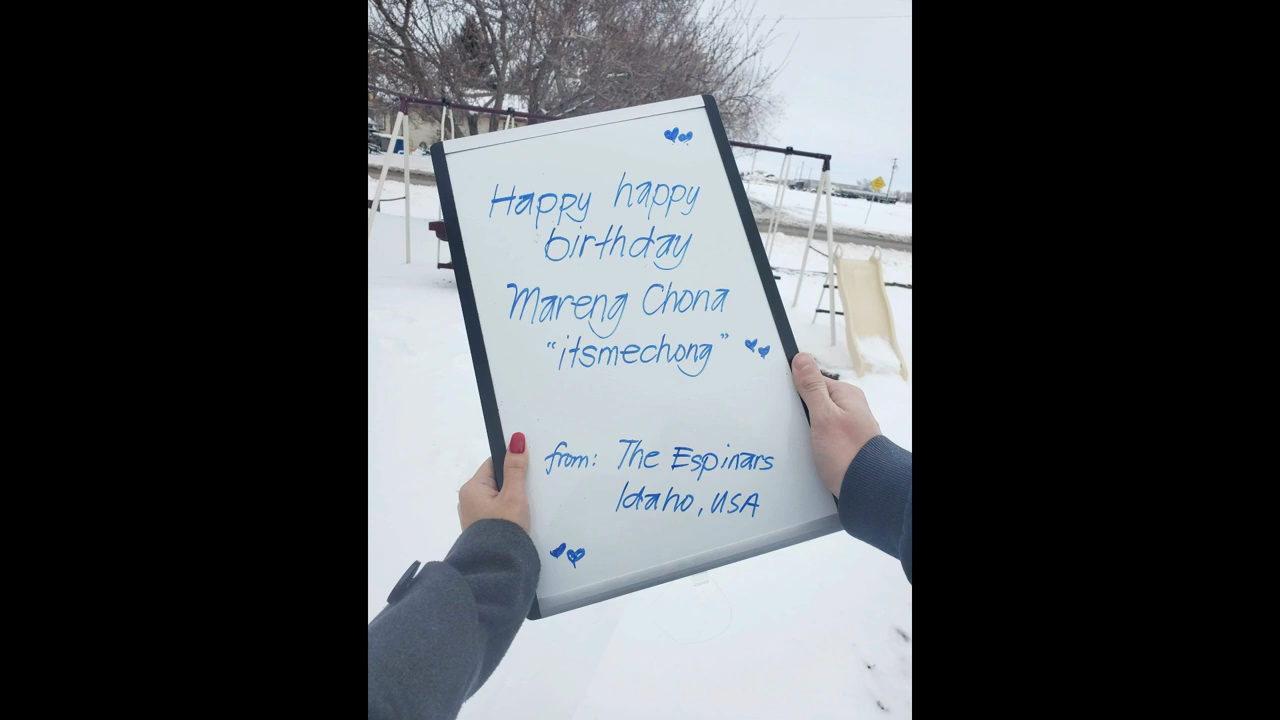 Happy happy
birthday
Mareng Chona
"itsmechong"
from: The Espinars
Idaho, USA